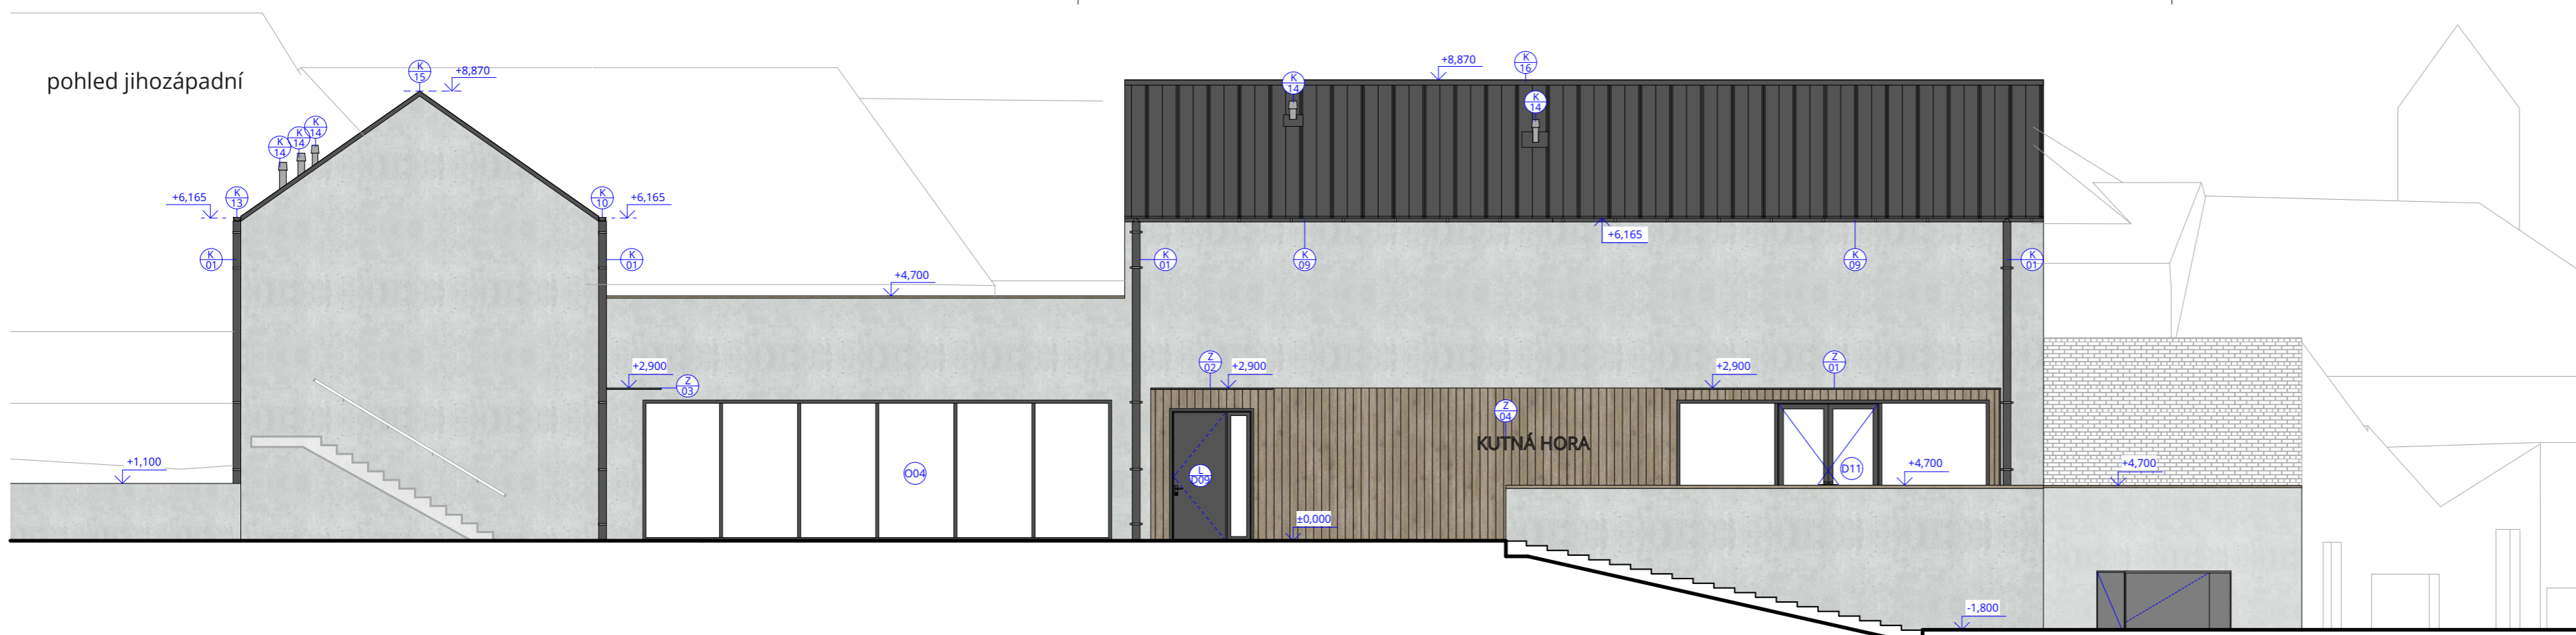 pohled jihozápadní
K
15
+8,870
K
14
K
14
K
14
+6,165
K
13
K
10
+6,165
K
01
K
01
+4,700
+2,900
Z
03
O04
+1,100
K
14
+8,870
K
16
K
14
+6,165
K
01
K
09
K
09
K
01
Z
02
+2,900
+2,900
Z
01
Z
04
KUTNÁ HORA
L
D09
D11
+4,700
+4,700
±0,000
-1,800